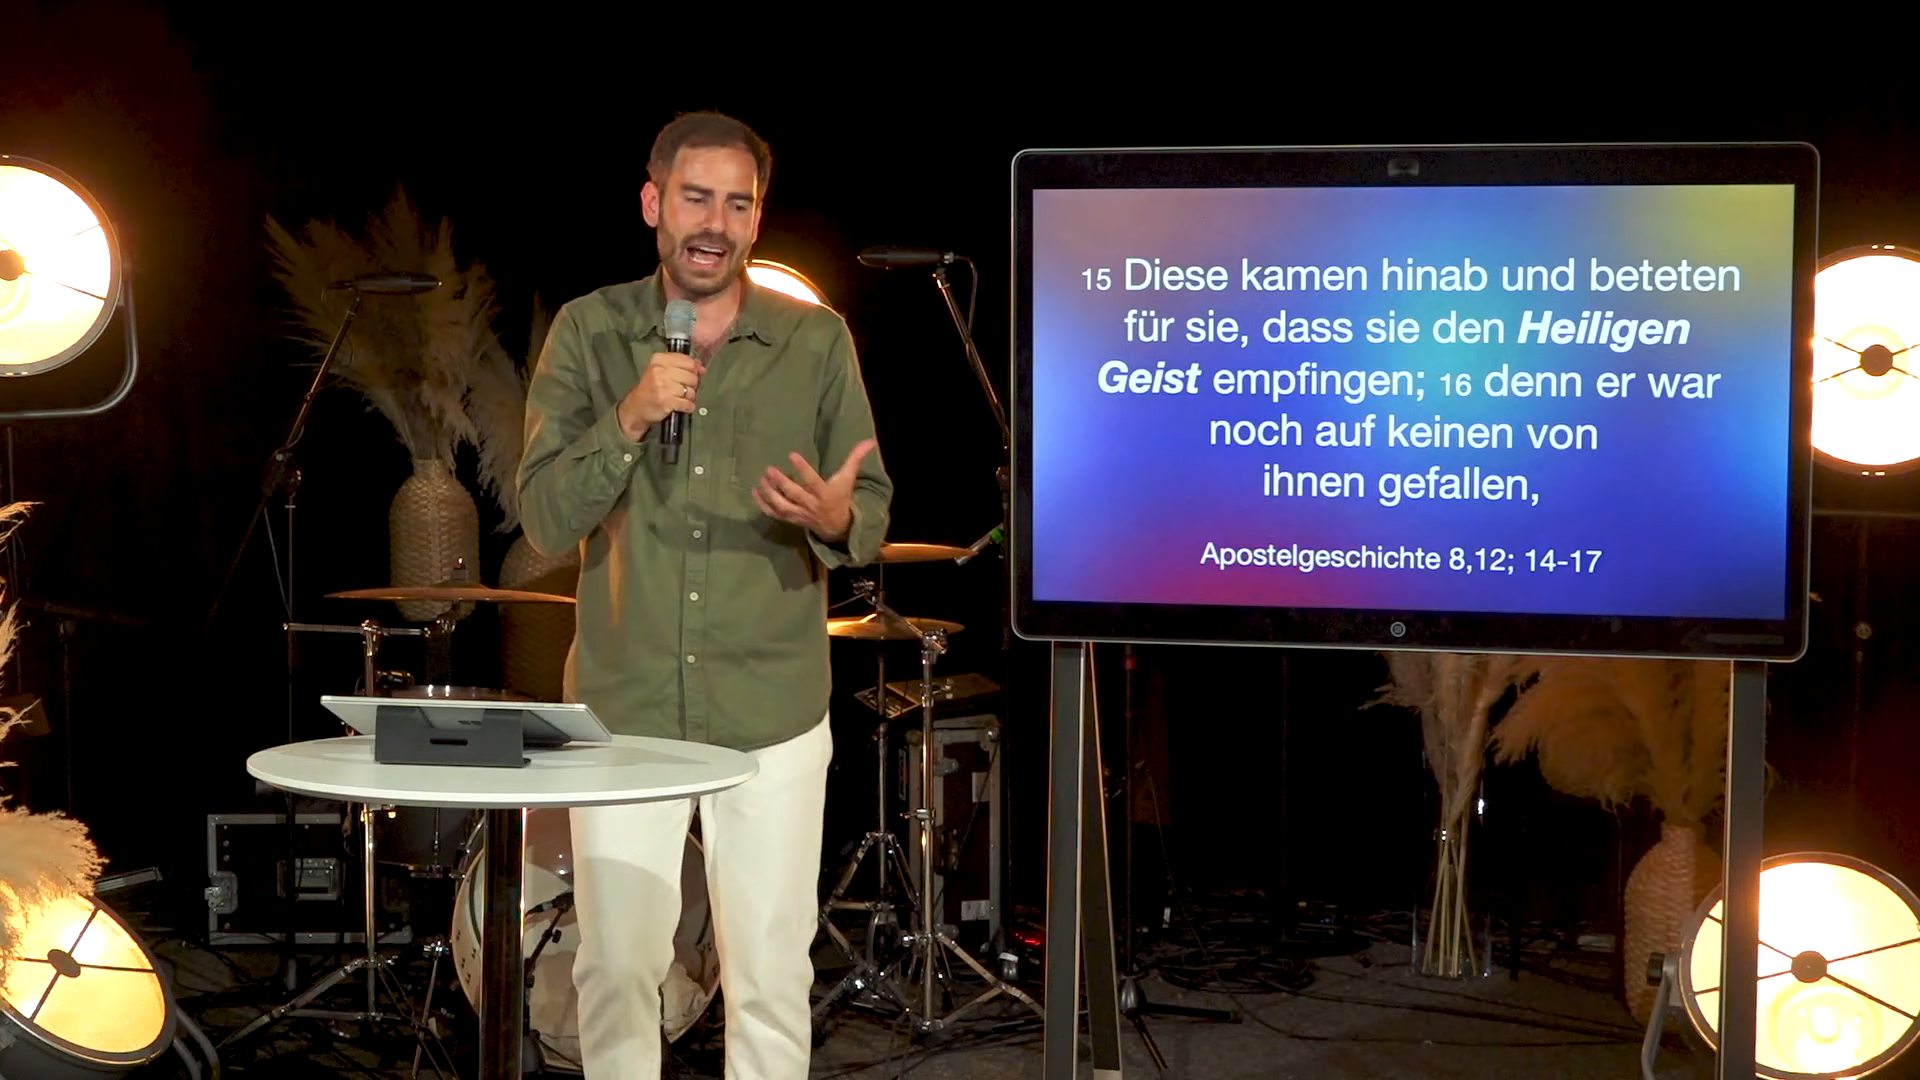 15 Diese kamen hinab und beteten
für sie, dass sie den Heiligen
Geist empfingen; 16 denn er war
noch auf keinen von
ihnen gefallen,
Apostelgeschichte 8,12; 14-17